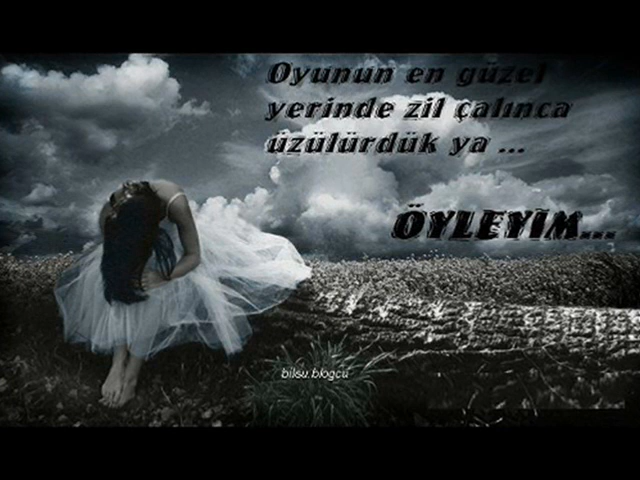 Oyunun en güzel
yerinde zil çalınca
üzülürdük ya ...
ÖYLEYİM...
bilsu.blogcu